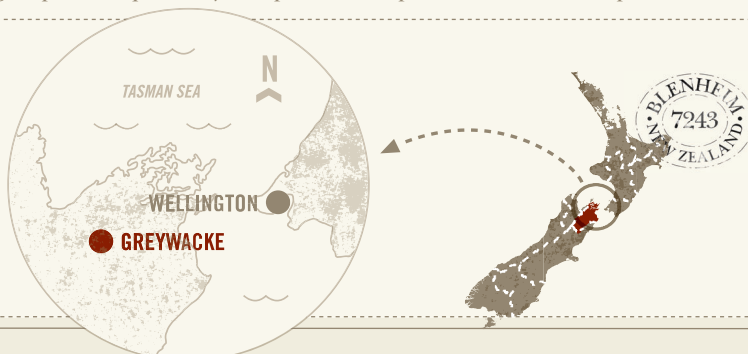 TASMAN SEA
N
WELLINGTON
GREYWACKE
BLENHEIM
7243
NEW ZEALAND